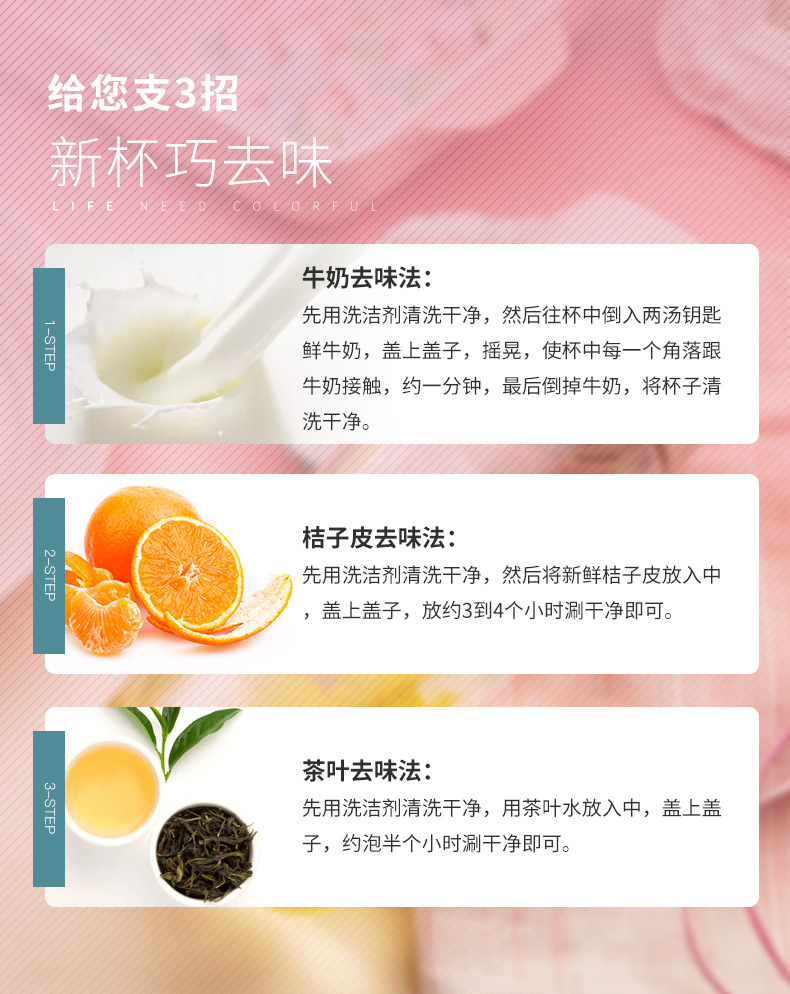 给您支3招
新杯巧去味
LIFE NEED COLORFUL
1-STEP
牛奶去味法：
先用洗洁剂清洗干净，然后往杯中倒入两汤钥匙
鲜牛奶，盖上盖子，摇晃，使杯中每一个角落跟
牛奶接触，约一分钟，最后倒掉牛奶，将杯子清
洗干净。
2-STEP
桔子皮去味法：
先用洗洁剂清洗干净，然后将新鲜桔子皮放入中
，盖上盖子，放约3到4个小时涮干净即可。
3-STEP
茶叶去味法：
先用洗洁剂清洗干净，用茶叶水放入中，盖上盖
子，约泡半个小时涮干净即可。